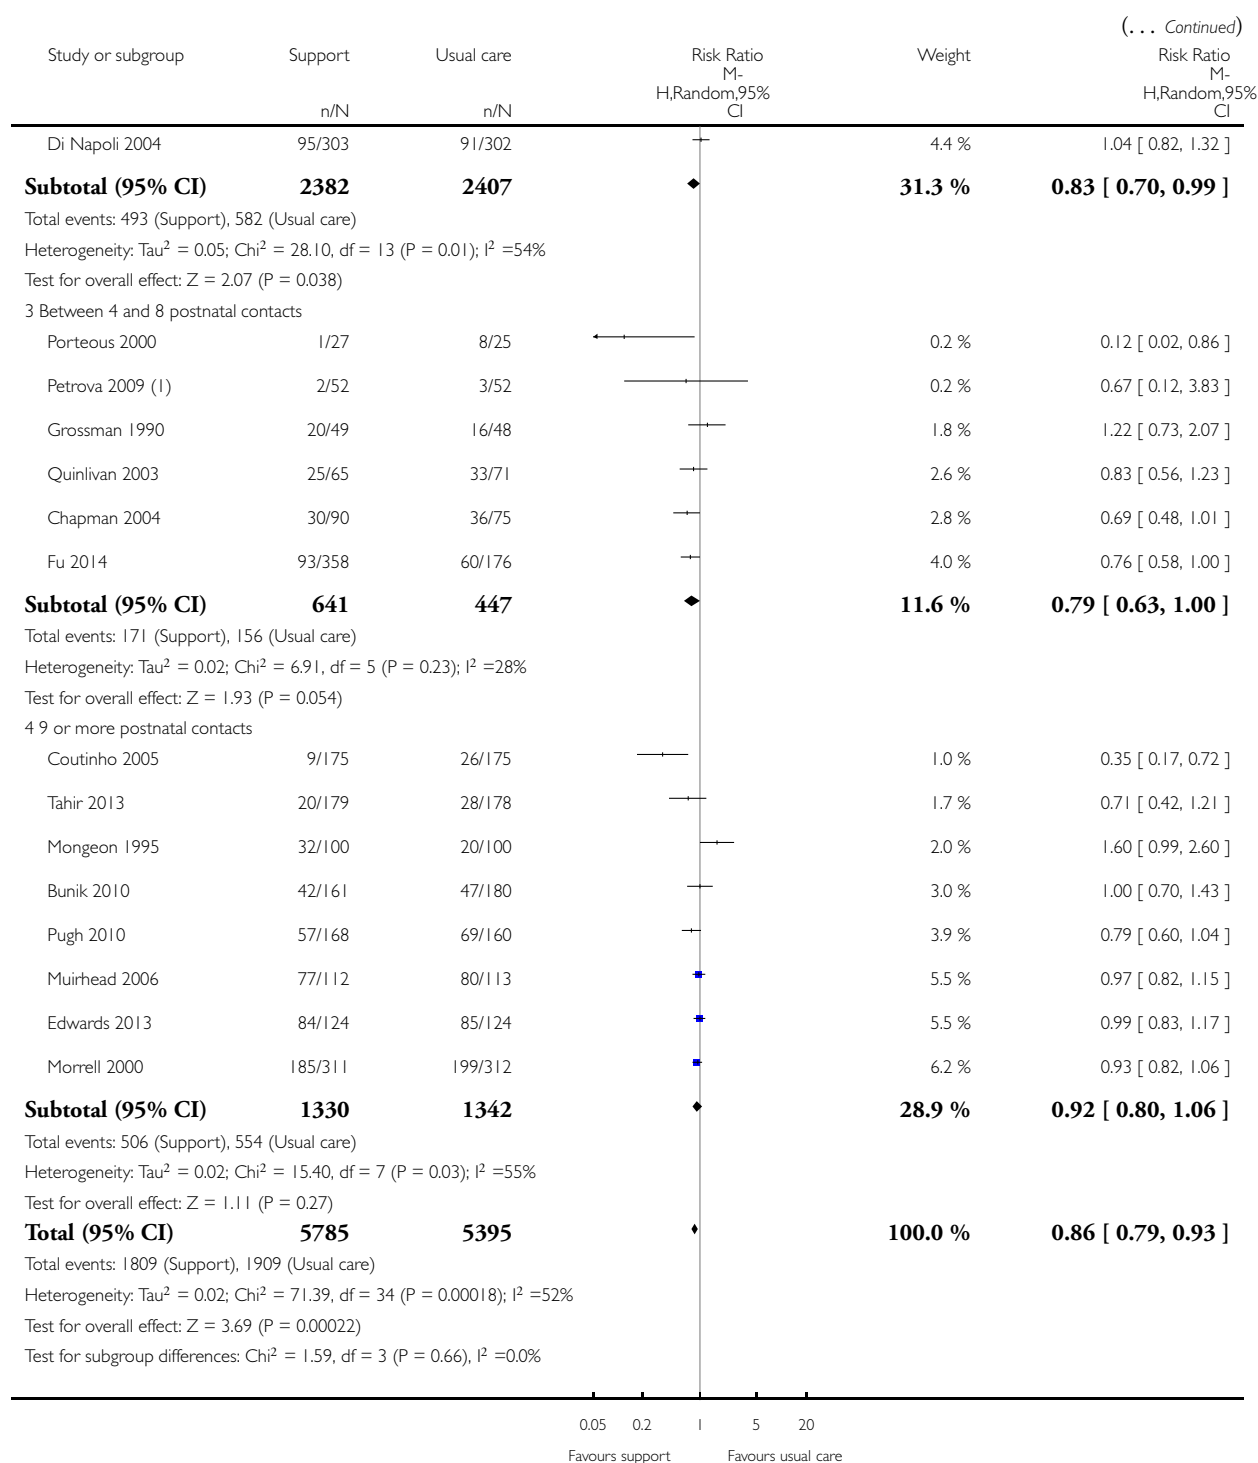 (... Continued)
Study or subgroup Support Usual care Risk Ratio Weight Risk Ratio
M- M-
H,Random,95% H,Random,95%
n/N n/N CI CI
Di Napoli 2004 95/303 91/302 4.4 % 1.04 [ 0.82, 1.32 ]
Subtotal (95% CI) 2382 2407 31.3 % 0.83 [ 0.70, 0.99 ]
Total events: 493 (Support), 582 (Usual care)
Heterogeneity: Tau² = 0.05; Chi² = 28.10, df = 13 (P = 0.01); I² =54%
Test for overall effect: Z = 2.07 (P = 0.038)
3 Between 4 and 8 postnatal contacts
Porteous 2000 1/27 8/25 0.2 % 0.12 [ 0.02, 0.86 ]
Petrova 2009 (1) 2/52 3/52 0.2 % 0.67 [ 0.12, 3.83 ]
Grossman 1990 20/49 16/48 1.8 % 1.22 [ 0.73, 2.07 ]
Quinlivan 2003 25/65 33/71 2.6 % 0.83 [ 0.56, 1.23 ]
Chapman 2004 30/90 36/75 2.8 % 0.69 [ 0.48, 1.01 ]
Fu 2014 93/358 60/176 4.0 % 0.76 [ 0.58, 1.00 ]
Subtotal (95% CI) 641 447 11.6 % 0.79 [ 0.63, 1.00 ]
Total events: 171 (Support), 156 (Usual care)
Heterogeneity: Tau² = 0.02; Chi² = 6.91, df = 5 (P = 0.23); I² =28%
Test for overall effect: Z = 1.93 (P = 0.054)
4 9 or more postnatal contacts
Coutinho 2005 9/175 26/175 1.0 % 0.35 [ 0.17, 0.72 ]
Tahir 2013 20/179 28/178 1.7 % 0.71 [ 0.42, 1.21 ]
Mongeon 1995 32/100 20/100 2.0 % 1.60 [ 0.99, 2.60 ]
Bunik 2010 42/161 47/180 3.0 % 1.00 [ 0.70, 1.43 ]
Pugh 2010 57/168 69/160 3.9 % 0.79 [ 0.60, 1.04 ]
Muirhead 2006 77/112 80/113 5.5 % 0.97 [ 0.82, 1.15 ]
Edwards 2013 84/124 85/124 5.5 % 0.99 [ 0.83, 1.17 ]
Morrell 2000 185/311 199/312 6.2 % 0.93 [ 0.82, 1.06 ]
Subtotal (95% CI) 1330 1342 28.9 % 0.92 [ 0.80, 1.06 ]
Total events: 506 (Support), 554 (Usual care)
Heterogeneity: Tau² = 0.02; Chi² = 15.40, df = 7 (P = 0.03); I² =55%
Test for overall effect: Z = 1.11 (P = 0.27)
Total (95% CI) 5785 5395 100.0 % 0.86 [ 0.79, 0.93 ]
Total events: 1809 (Support), 1909 (Usual care)
Heterogeneity: Tau² = 0.02; Chi² = 71.39, df = 34 (P = 0.00018); I² =52%
Test for overall effect: Z = 3.69 (P = 0.00022)
Test for subgroup differences: Chi² = 1.59, df = 3 (P = 0.66), I² =0.0%
0.05 0.2 1 5 20
Favours support Favours usual care